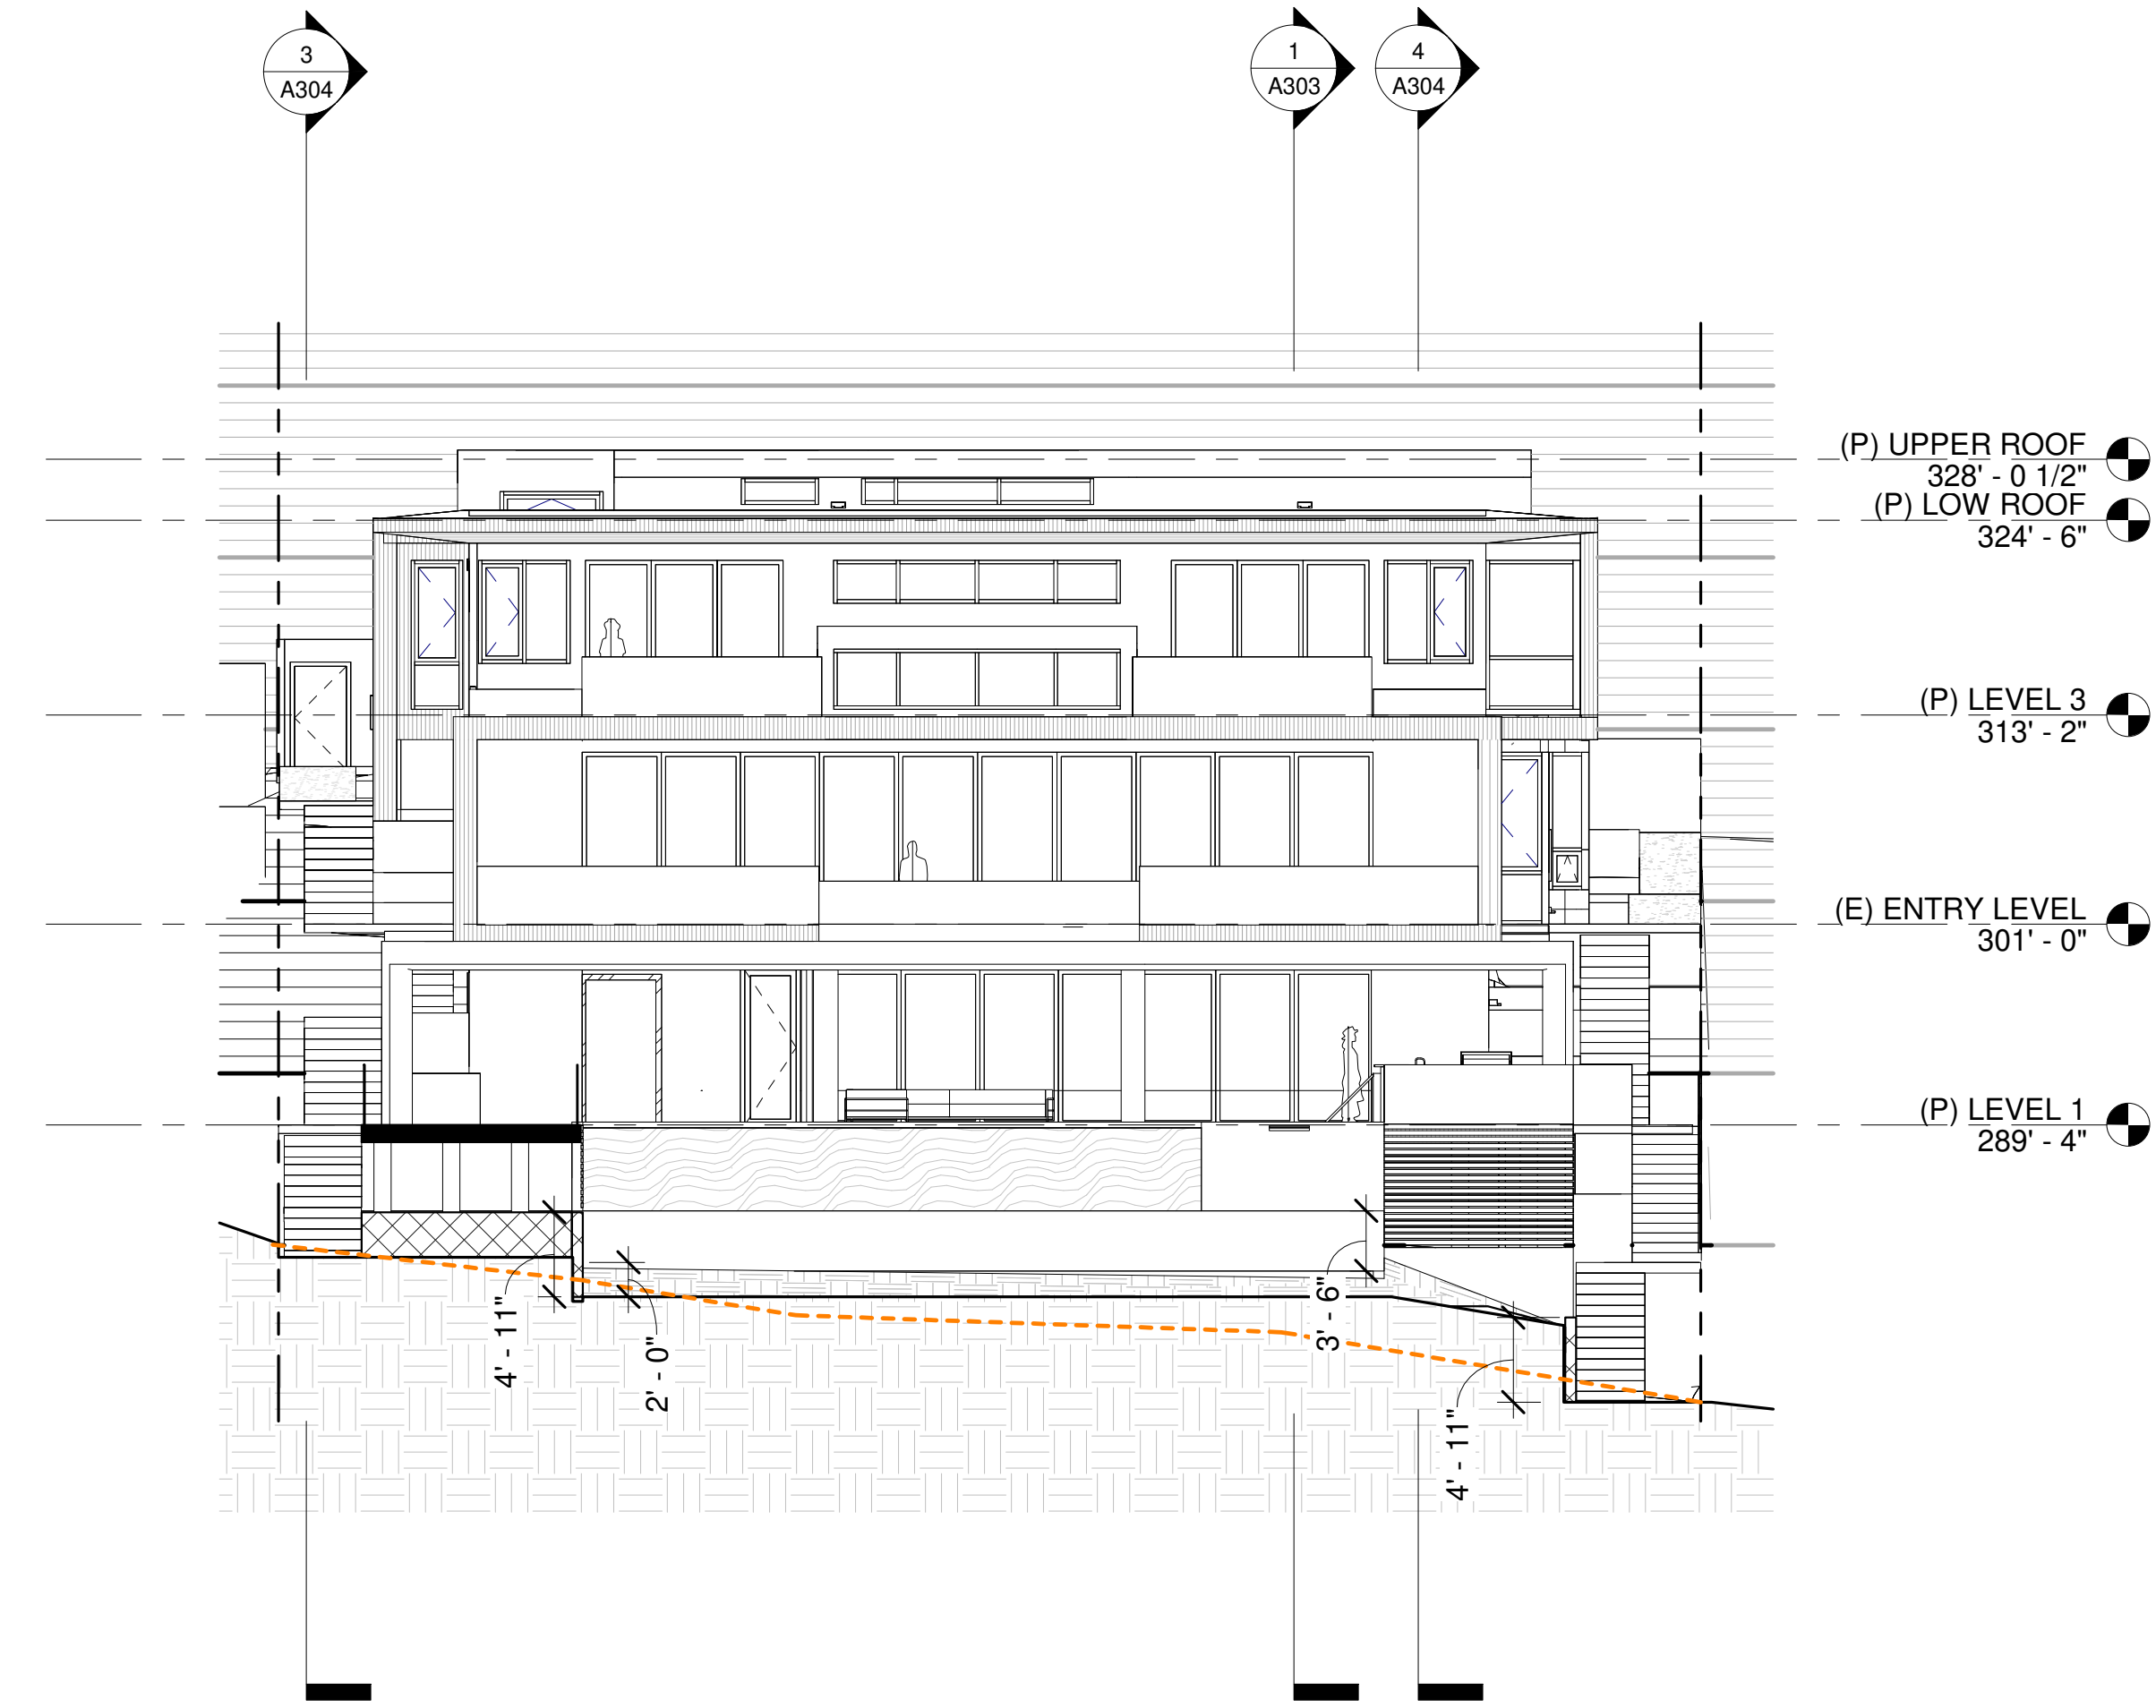 3
A304
1
A303
4
A304
(P) UPPER ROOF
328' - 0 1/2"
(P) LOW ROOF
324' - 6"
(P) LEVEL 3
313' - 2"
(E) ENTRY LEVEL
301' - 0"
(P) LEVEL 1
289' - 4"
4' - 11"
2' - 0"
3' - 6"
4' - 11"